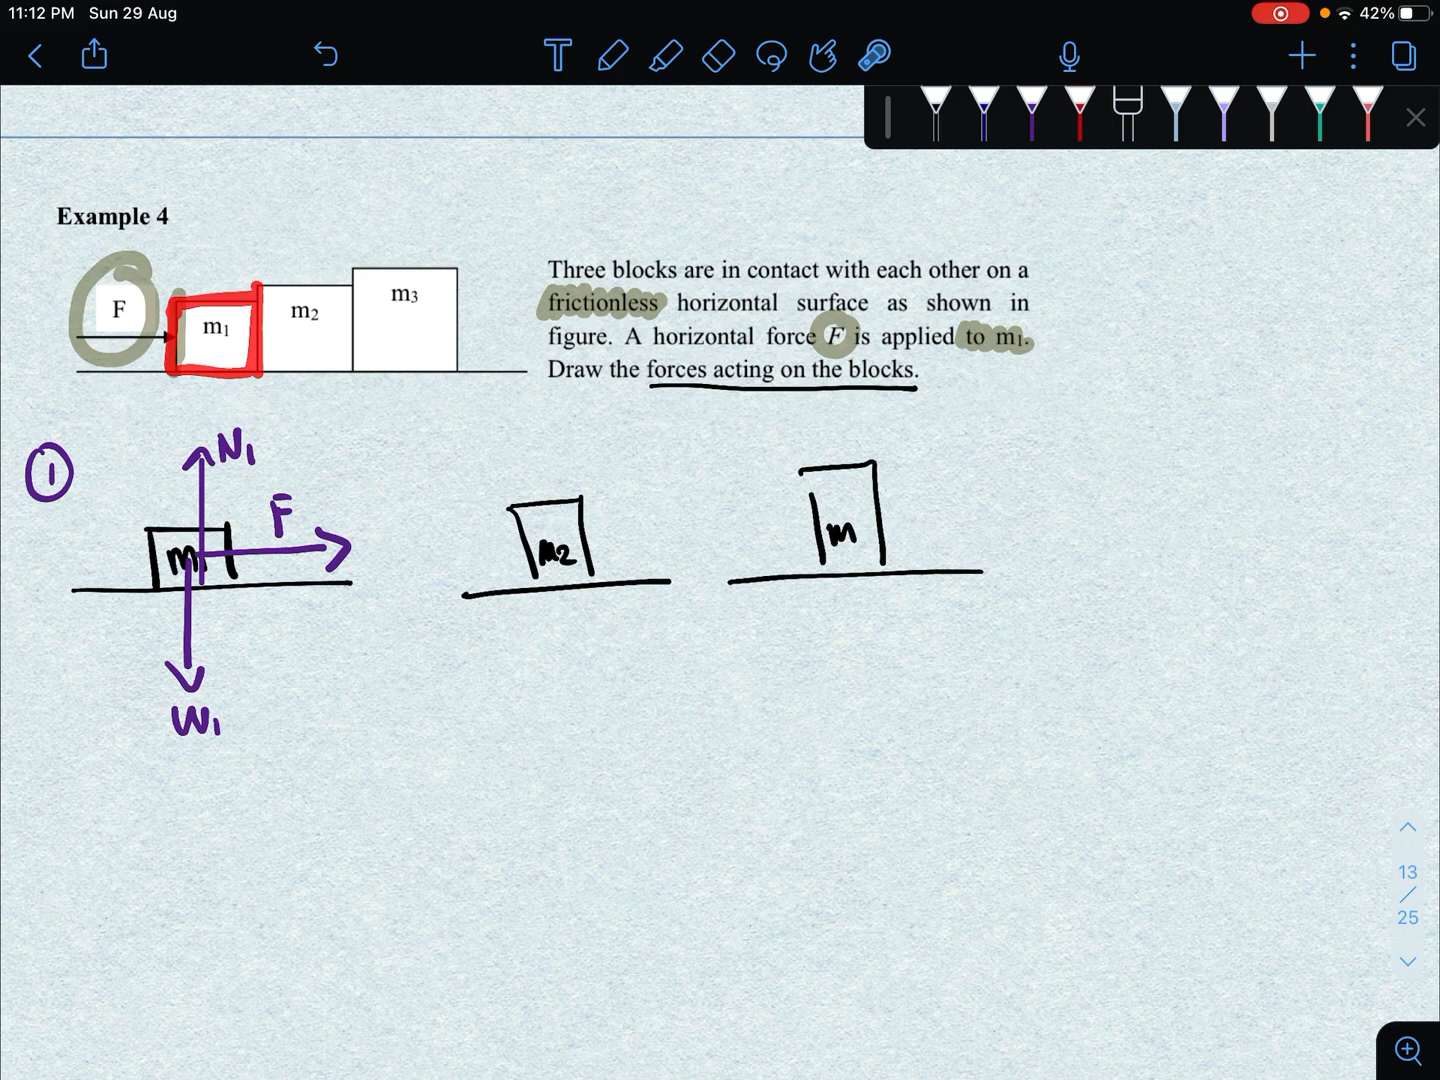 11:12 PM Sun 29 Aug
42%
Example 4
F
m₁
m₂
m₃
Three blocks are in contact with each other on a
frictionless horizontal surface as shown in
figure. A horizontal force F is applied to m₁.
Draw the forces acting on the blocks.
①
N₁
F
m
W₁
m₂
m
13
/
25